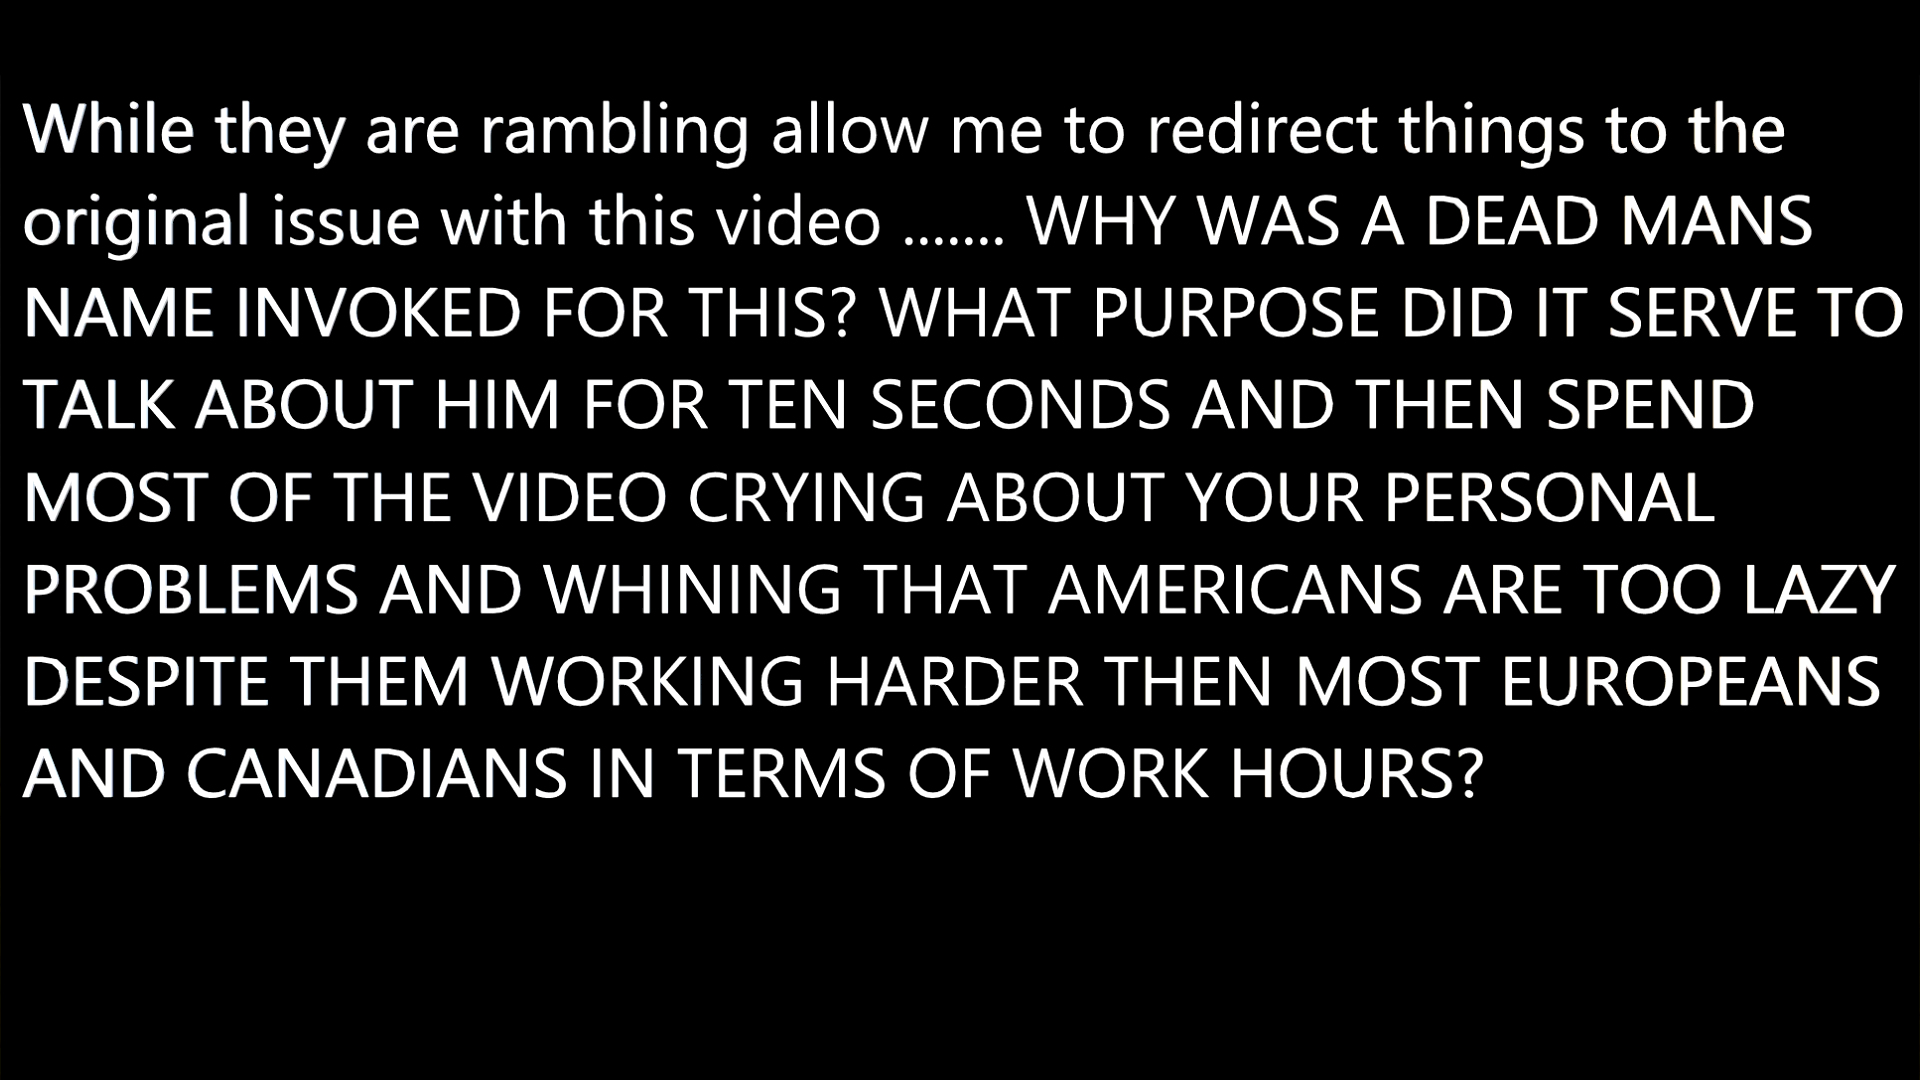 While they are rambling allow me to redirect things to the
original issue with this video ....... WHY WAS A DEAD MANS
NAME INVOKED FOR THIS? WHAT PURPOSE DID IT SERVE TO
TALK ABOUT HIM FOR TEN SECONDS AND THEN SPEND
MOST OF THE VIDEO CRYING ABOUT YOUR PERSONAL
PROBLEMS AND WHINING THAT AMERICANS ARE TOO LAZY
DESPITE THEM WORKING HARDER THEN MOST EUROPEANS
AND CANADIANS IN TERMS OF WORK HOURS?